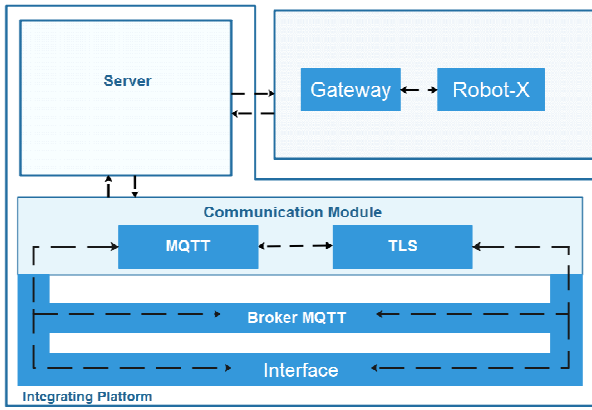 Server
Gateway
Robot-X
Communication Module
MQTT
TLS
Broker MQTT
Interface
Integrating Platform